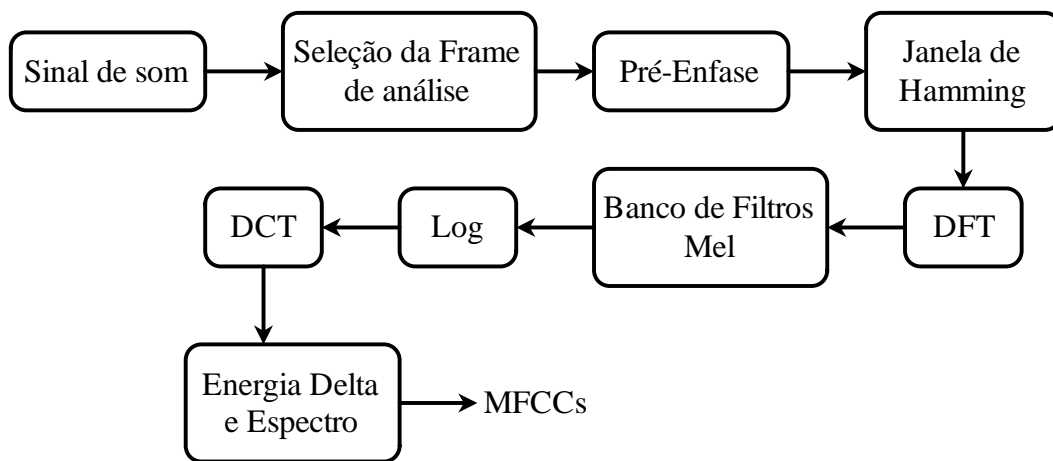 Sinal de som
Seleção da Frame
de análise
Pré-Enfase
Janela de
Hamming
DFT
Banco de Filtros
Mel
Log
DCT
Energia Delta
e Espectro
MFCCs